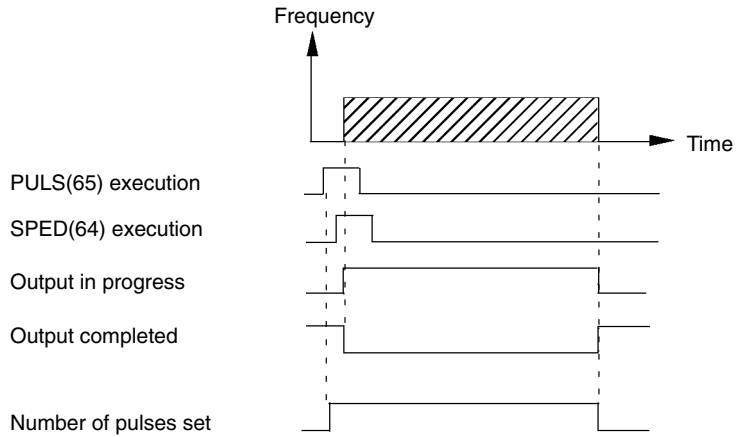 Frequency
Time
PULS(65) execution
SPED(64) execution
Output in progress
Output completed
Number of pulses set